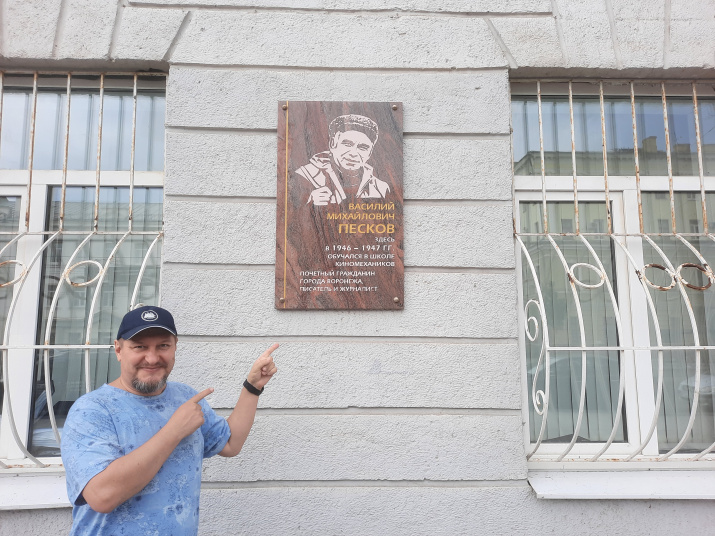 ВАСИЛИЙ
МИХАЙЛОВИЧ
ПЕСКОВ
ЗДЕСЬ
в 1946 – 1947 ГГ.
ОБУЧАЛСЯ В ШКОЛЕ
КИНОМЕХАНИКОВ
ПОЧЕТНЫЙ ГРАЖДАНИН
ГОРОДА ВОРОНЕЖА,
ПИСАТЕЛЬ И ЖУРНАЛИСТ